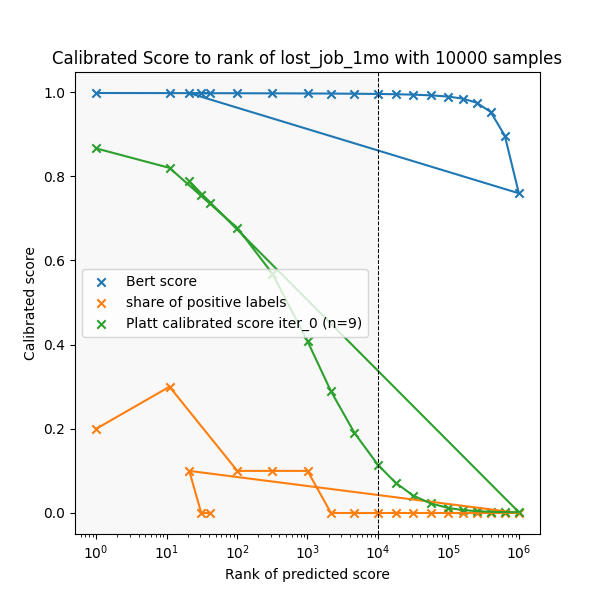 Calibrated Score to rank of lost_job_1mo with 10000 samples
1.0
0.8
0.6
0.4
0.2
0.0
Calibrated score
Bert score
share of positive labels
Platt calibrated score iter_0 (n=9)
10⁰ 10¹ 10² 10³ 10⁴ 10⁵ 10⁶
Rank of predicted score